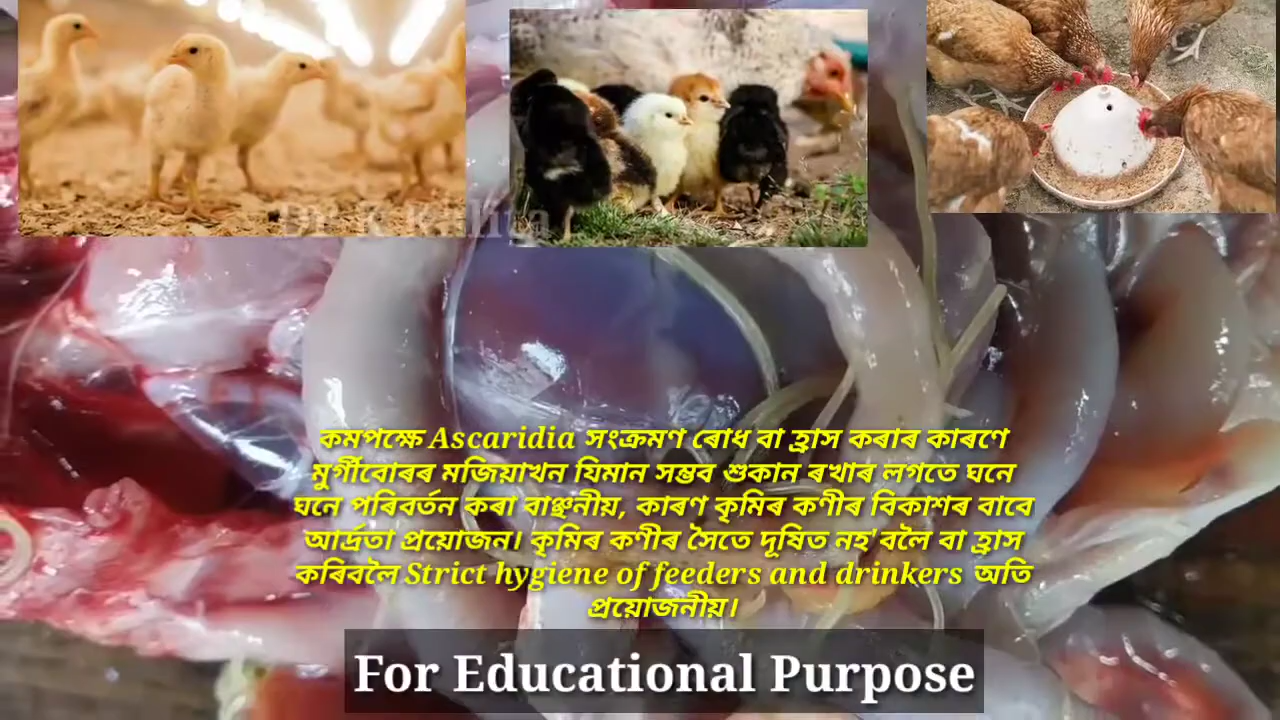 কমপক্ষে Ascaridia সংক্ৰমণ ৰোধ বা হ্ৰাস কৰাৰ কাৰণে
মুৰ্গীবোৰৰ মজিয়াখন যিমান সম্ভব শুকান ৰখাৰ লগতে ঘনে
ঘনে পৰিবৰ্তন কৰা বাঞ্ছনীয়, কাৰণ কৃমিৰ কণীৰ বিকাশৰ বাবে
আৰ্দ্ৰতা প্ৰয়োজন। কৃমিৰ কণীৰ সৈতে দূষিত নহ'বলৈ বা হ্ৰাস
কৰিবলৈ Strict hygiene of feeders and drinkers অতি
প্ৰয়োজনীয়।
For Educational Purpose